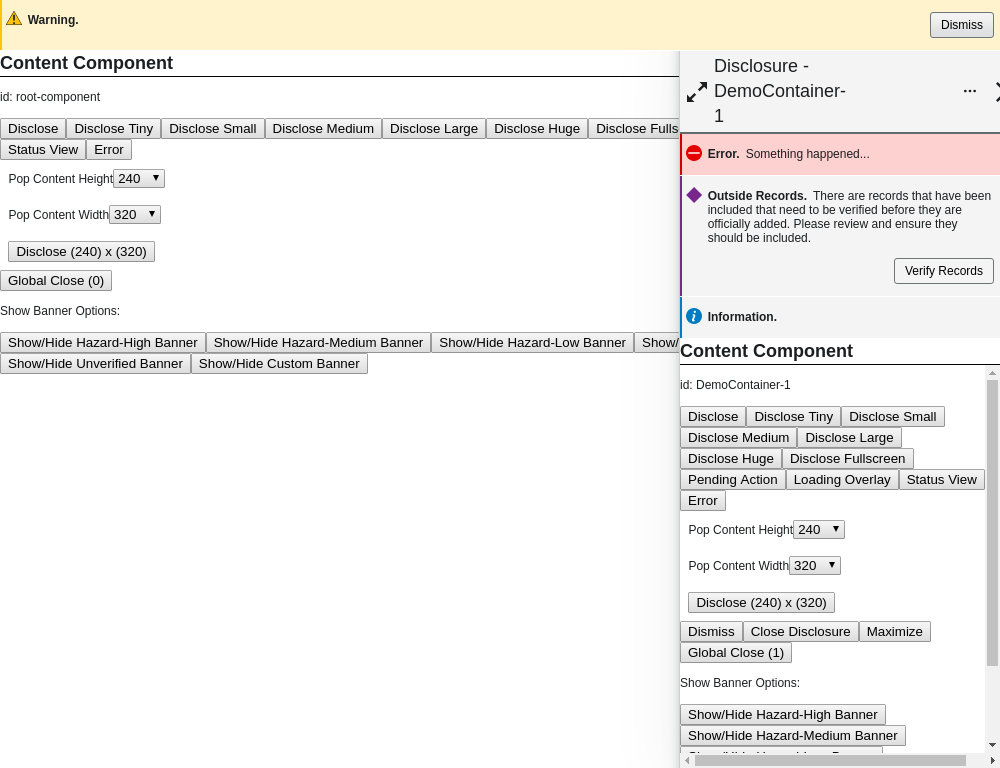 Warning.
Dismiss
Content Component
id: root-component
Disclose Disclose Tiny Disclose Small Disclose Medium Disclose Large Disclose Huge Disclose Fulls
Status View Error
Pop Content Height 240
Pop Content Width 320
Disclose (240) x (320)
Global Close (0)
Show Banner Options:
Show/Hide Hazard-High Banner Show/Hide Hazard-Medium Banner Show/Hide Hazard-Low Banner Show/
Show/Hide Unverified Banner Show/Hide Custom Banner
Disclosure -
DemoContainer-
1
Error. Something happened...
Outside Records. There are records that have been
included that need to be verified before they are
officially added. Please review and ensure they
should be included.
Verify Records
Information.
Content Component
id: DemoContainer-1
Disclose Disclose Tiny Disclose Small
Disclose Medium Disclose Large
Disclose Huge Disclose Fullscreen
Pending Action Loading Overlay Status View
Error
Pop Content Height 240
Pop Content Width 320
Disclose (240) x (320)
Dismiss Close Disclosure Maximize
Global Close (1)
Show Banner Options:
Show/Hide Hazard-High Banner
Show/Hide Hazard-Medium Banner